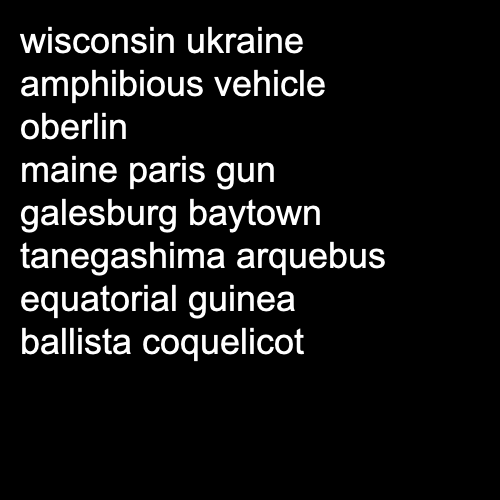 wisconsin ukraine
amphibious vehicle
oberlin
maine paris gun
galesburg baytown
tanegashima arquebus
equatorial guinea
ballista coquelicot